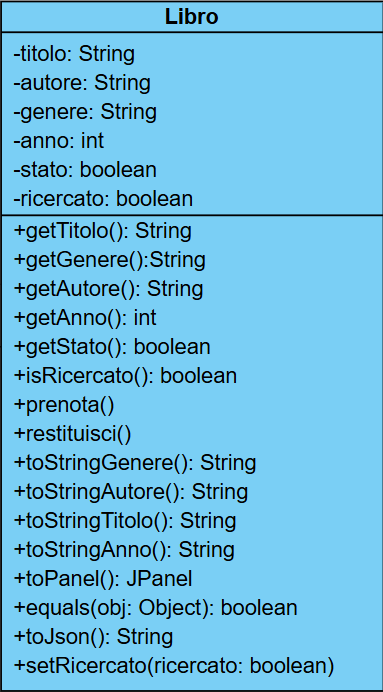 Libro
-titolo: String
-autore: String
-genere: String
-anno: int
-stato: boolean
-ricercato: boolean
+getTitolo(): String
+getGenere():String
+getAutore(): String
+getAnno(): int
+getStato(): boolean
+isRicercato(): boolean
+prenota()
+restituisci()
+toStringGenere(): String
+toStringAutore(): String
+toStringTitolo(): String
+toStringAnno(): String
+toPanel(): JPanel
+equals(obj: Object): boolean
+toJson(): String
+setRicercato(ricercato: boolean)